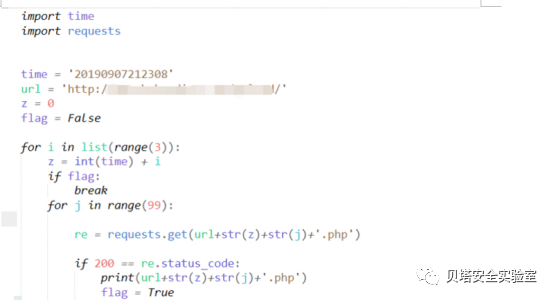 import time
import requests
time = '20190907212308'
url = 'http:/ /'
z = 0
flag = False
for i in list(range(3)):
    z = int(time) + i
    if flag:
        break
    for j in range(99):
        re = requests.get(url+str(z)+str(j)+'.php')
        if 200 == re.status_code:
            print(url+str(z)+str(j)+'.php')
            flag = True
贝塔安全实验室